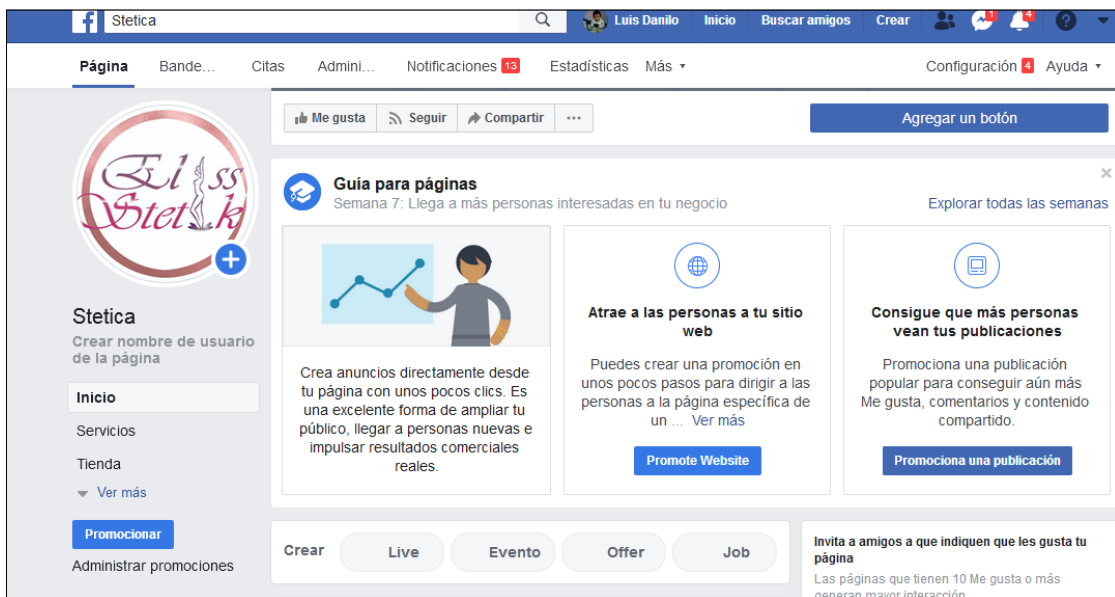 Stetica
Luis Danilo
Inicio
Buscar amigos
Crear
1
4
Página
Bande...
Citas
Admini...
Notificaciones 13
Estadísticas
Más
Configuración 4
Ayuda
Me gusta
Seguir
Compartir
...
Agregar un botón
Eliss
Stetik
Guía para páginas
Semana 7: Llega a más personas interesadas en tu negocio
Explorar todas las semanas
Crea anuncios directamente desde
tu página con unos pocos clics. Es
una excelente forma de ampliar tu
público, llegar a personas nuevas e
impulsar resultados comerciales
reales.
Atrae a las personas a tu sitio
web
Puedes crear una promoción en
unos pocos pasos para dirigir a las
personas a la página específica de
un ... Ver más
Promote Website
Consigue que más personas
vean tus publicaciones
Promociona una publicación
popular para conseguir aún más
Me gusta, comentarios y contenido
compartido.
Promociona una publicación
Stetica
Crear nombre de usuario
de la página
Inicio
Servicios
Tienda
Ver más
Promocionar
Administrar promociones
Crear
Live
Evento
Offer
Job
Invita a amigos a que indiquen que les gusta tu
página
Las páginas que tienen 10 Me gusta o más
generan mayor interacción